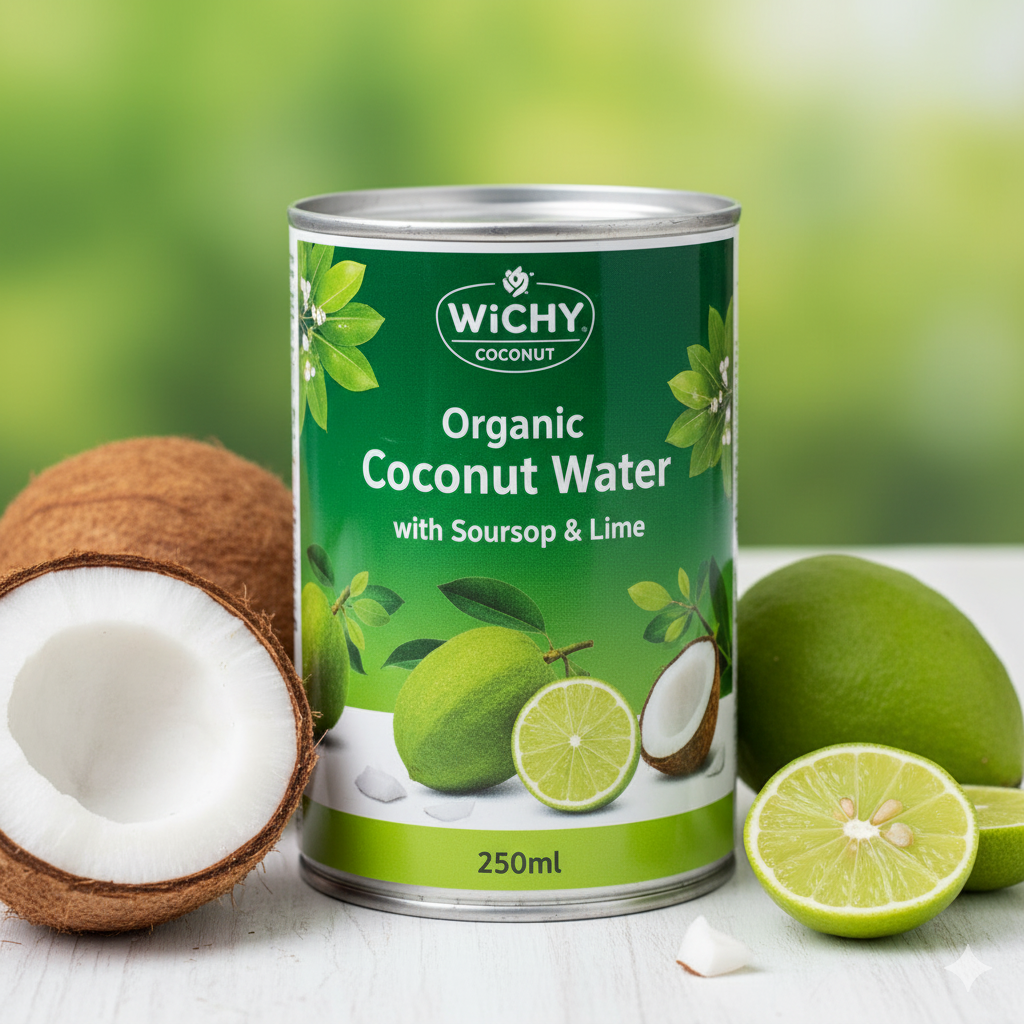 WiCHY
COCONUT
Organic
Coconut Water
with Soursop & Lime
250ml